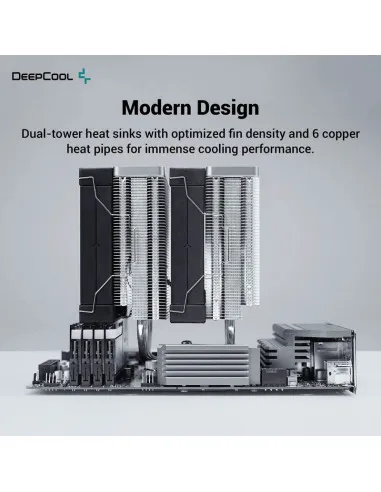 DEEPCOOL
Modern Design
Dual-tower heat sinks with optimized fin density and 6 copper
heat pipes for immense cooling performance.